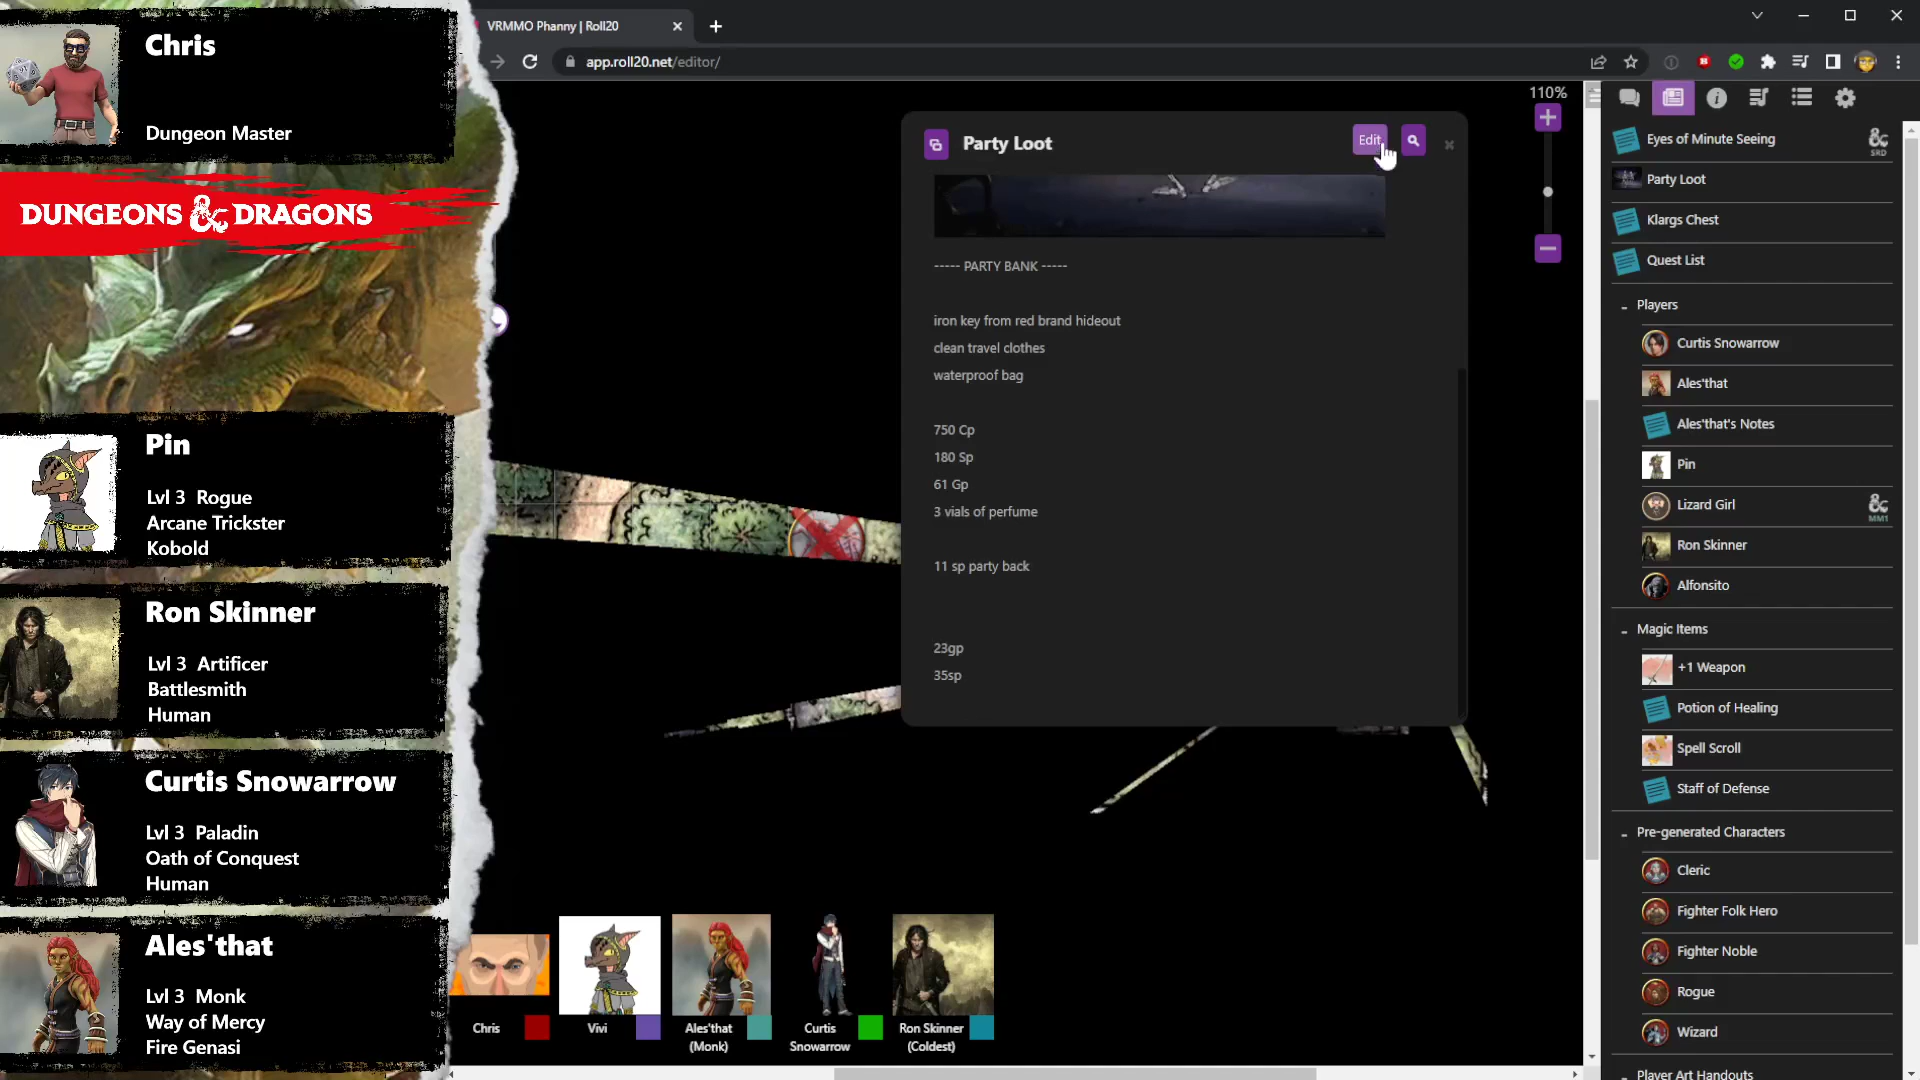 Chris
Dungeon Master
DUNGEONS & DRAGONS
Pin
Lvl 3 Rogue
Arcane Trickster
Kobold
Ron Skinner
Lvl 3 Artificer
Battlesmith
Human
Curtis Snowarrow
Lvl 3 Paladin
Oath of Conquest
Human
Ales'that
Lvl 3 Monk
Way of Mercy
Fire Genasi
VRMMO Phanny | Roll20
app.roll20.net/editor/
110%
Party Loot
Edit
----- PARTY BANK -----
iron key from red brand hideout
clean travel clothes
waterproof bag
750 Cp
180 Sp
61 Gp
3 vials of perfume
11 sp party back
23gp
35sp
Chris
Vivi
Ales'that
(Monk)
Curtis
Snowarrow
Ron Skinner
(Coldest)
Eyes of Minute Seeing
SRD
Party Loot
Klargs Chest
Quest List
Players
Curtis Snowarrow
Ales'that
Ales'that's Notes
Pin
Lizard Girl
MM1
Ron Skinner
Alfonsito
Magic Items
+1 Weapon
Potion of Healing
Spell Scroll
Staff of Defense
Pre-generated Characters
Cleric
Fighter Folk Hero
Fighter Noble
Rogue
Wizard
Player Art Handouts